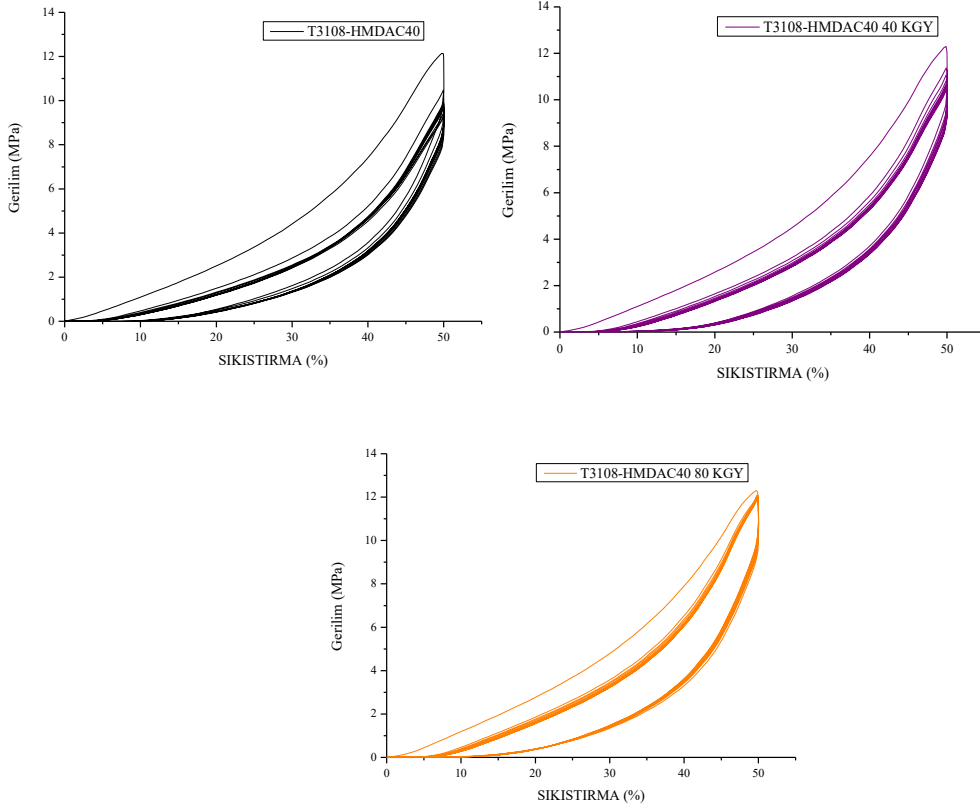 T3108-HMDAC40
14
12
10
8
6
4
2
0
Gerilim (MPa)
0 10 20 30 40 50
SIKISTIRMA (%)
T3108-HMDAC40 40 KGY
14
12
10
8
6
4
2
0
Gerilim (MPa)
0 10 20 30 40 50
SIKISTIRMA (%)
T3108-HMDAC40 80 KGY
14
12
10
8
6
4
2
0
Gerilim (MPa)
0 10 20 30 40 50
SIKISTIRMA (%)